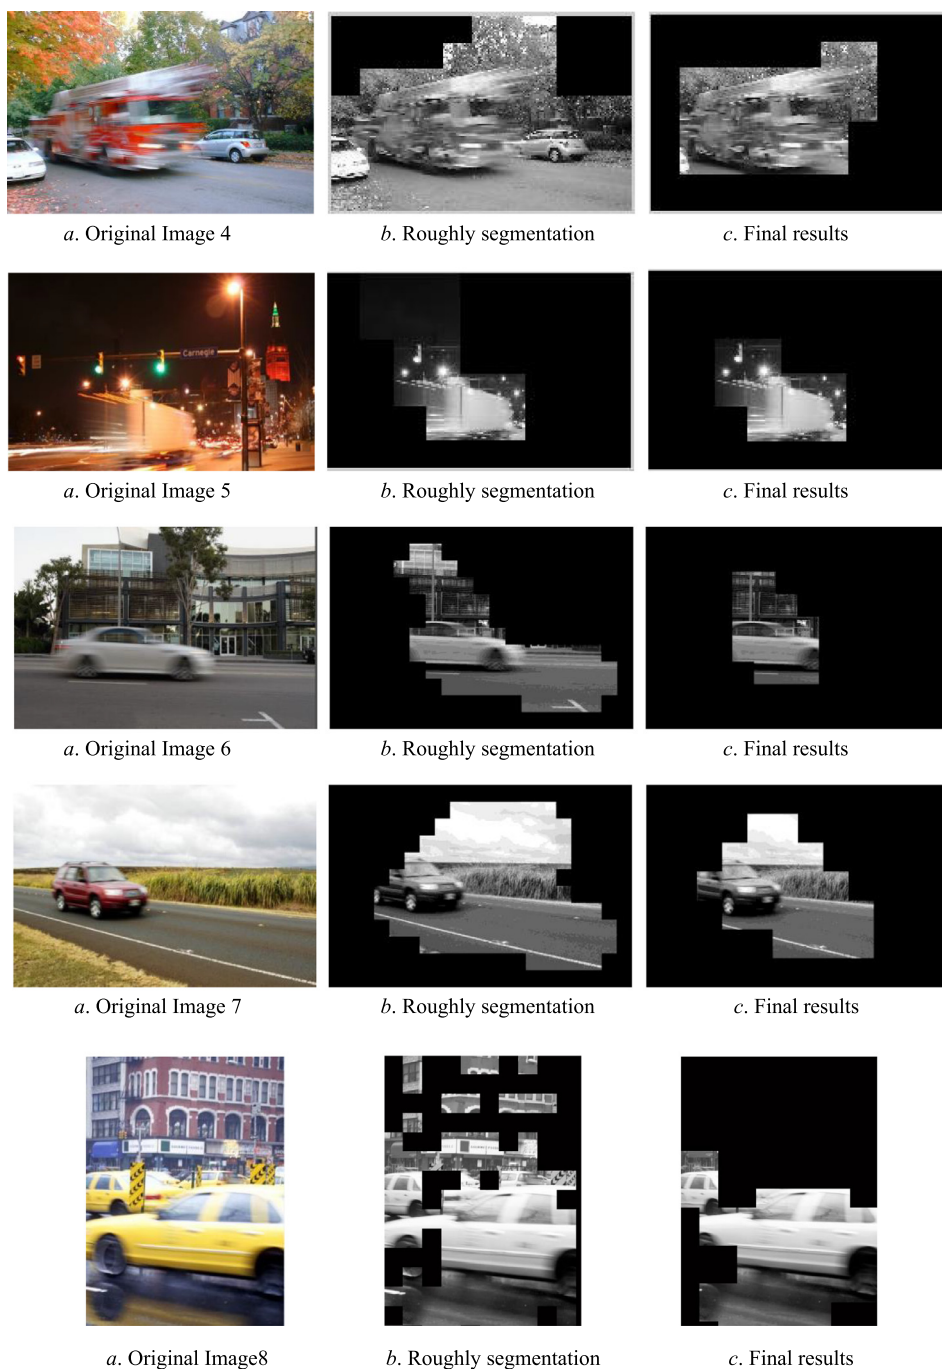 a. Original Image 4 b. Roughly segmentation c. Final results
Carnegie
a. Original Image 5 b. Roughly segmentation c. Final results
a. Original Image 6 b. Roughly segmentation c. Final results
a. Original Image 7 b. Roughly segmentation c. Final results
a. Original Image8 b. Roughly segmentation c. Final results